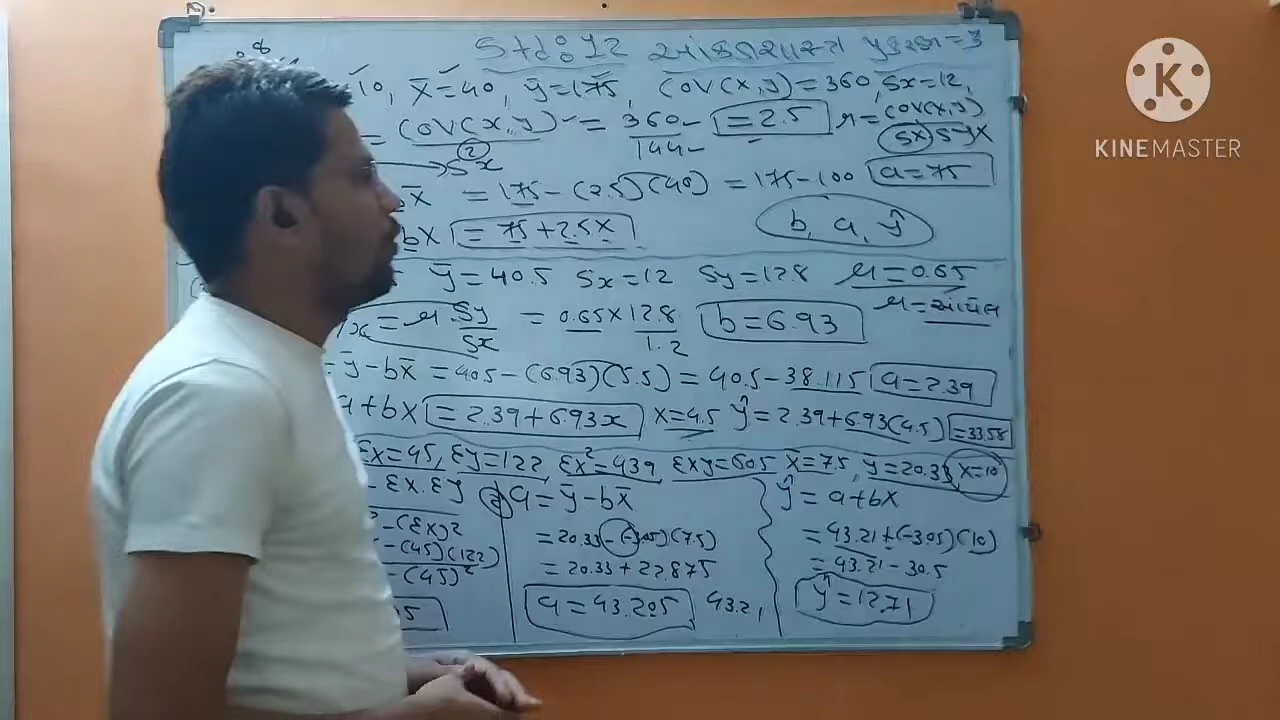 Std: 12 આંકડાશાસ્ત્ર પ્રકરણ = 3
10, x̄ = 40, ȳ = 175, COV(x,y) = 360, Sx = 12,
= COV(x,y) / S²x = 360 / 144 = 2.5 r = COV(x,y) / Sx Sy
x̄ = 175 - (2.5)(40) = 175 - 100 a = 75
bx = 75 + 2.5x b, a, ŷ
ȳ = 40.5 Sx = 12 Sy = 12.8 r = 0.65
= r. Sy / Sx = 0.65 x 12.8 / 1.2 b = 6.93 r = આપેલ
= ȳ - bx̄ = 40.5 - (6.93)(5.5) = 40.5 - 38.115 a = 2.39
a + bx = 2.39 + 6.93x x = 4.5 ŷ = 2.39 + 6.93(4.5) = 33.58
Σx = 45, Σy = 122, Σx² = 439, Σxy = 605 x̄ = 7.5, ȳ = 20.33 x = 10
- Σx. Σy
- (Σx)²
- (45)(122)
- (45)²
5
a = ȳ - bx̄
= 20.33 - (-3.05)(7.5)
= 20.33 + 22.875
a = 43.205 43.21
ŷ = a + bx
= 43.21 + (-3.05)(10)
= 43.21 - 30.5
ŷ = 12.71
K
KINEMASTER